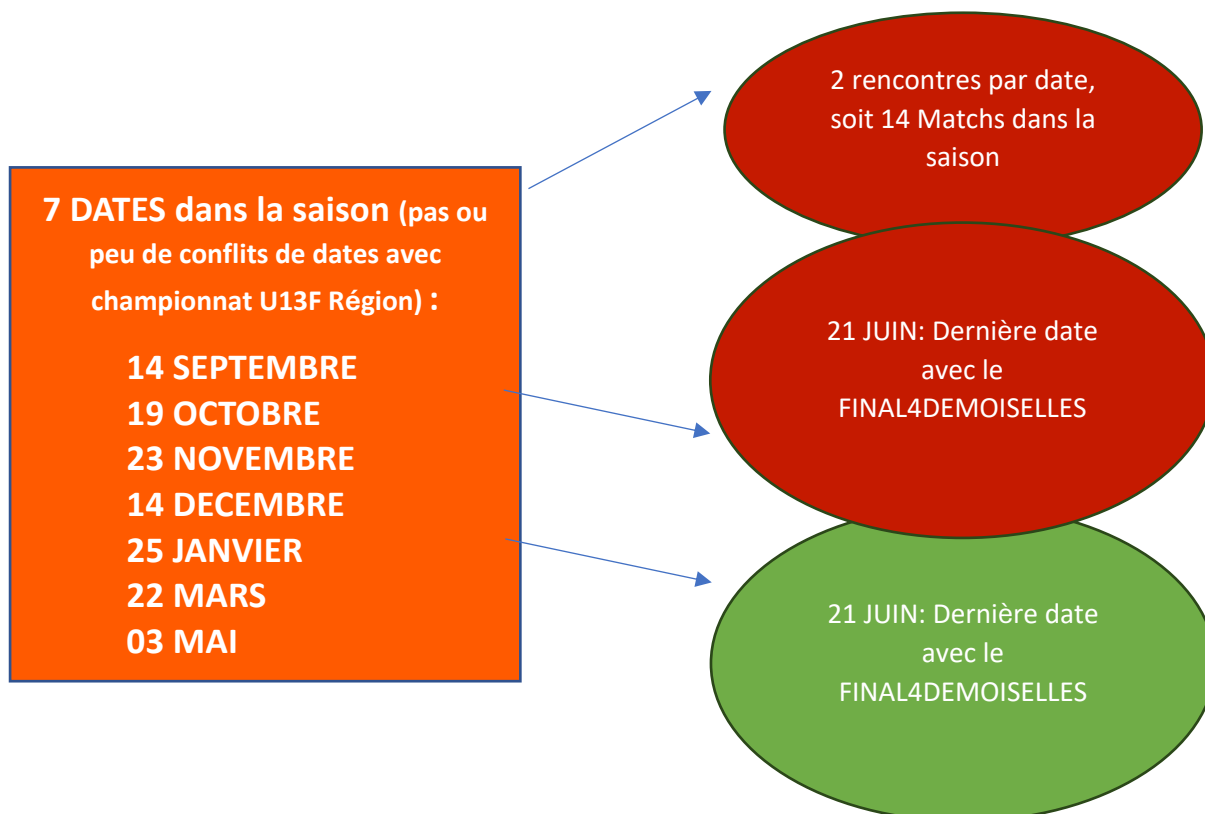 7 DATES dans la saison (pas ou
peu de conflits de dates avec
championnat U13F Région) :
14 SEPTEMBRE
19 OCTOBRE
23 NOVEMBRE
14 DECEMBRE
25 JANVIER
22 MARS
03 MAI
2 rencontres par date,
soit 14 Matchs dans la
saison
21 JUIN: Dernière date
avec le
FINAL4DEMOISELLES
21 JUIN: Dernière date
avec le
FINAL4DEMOISELLES